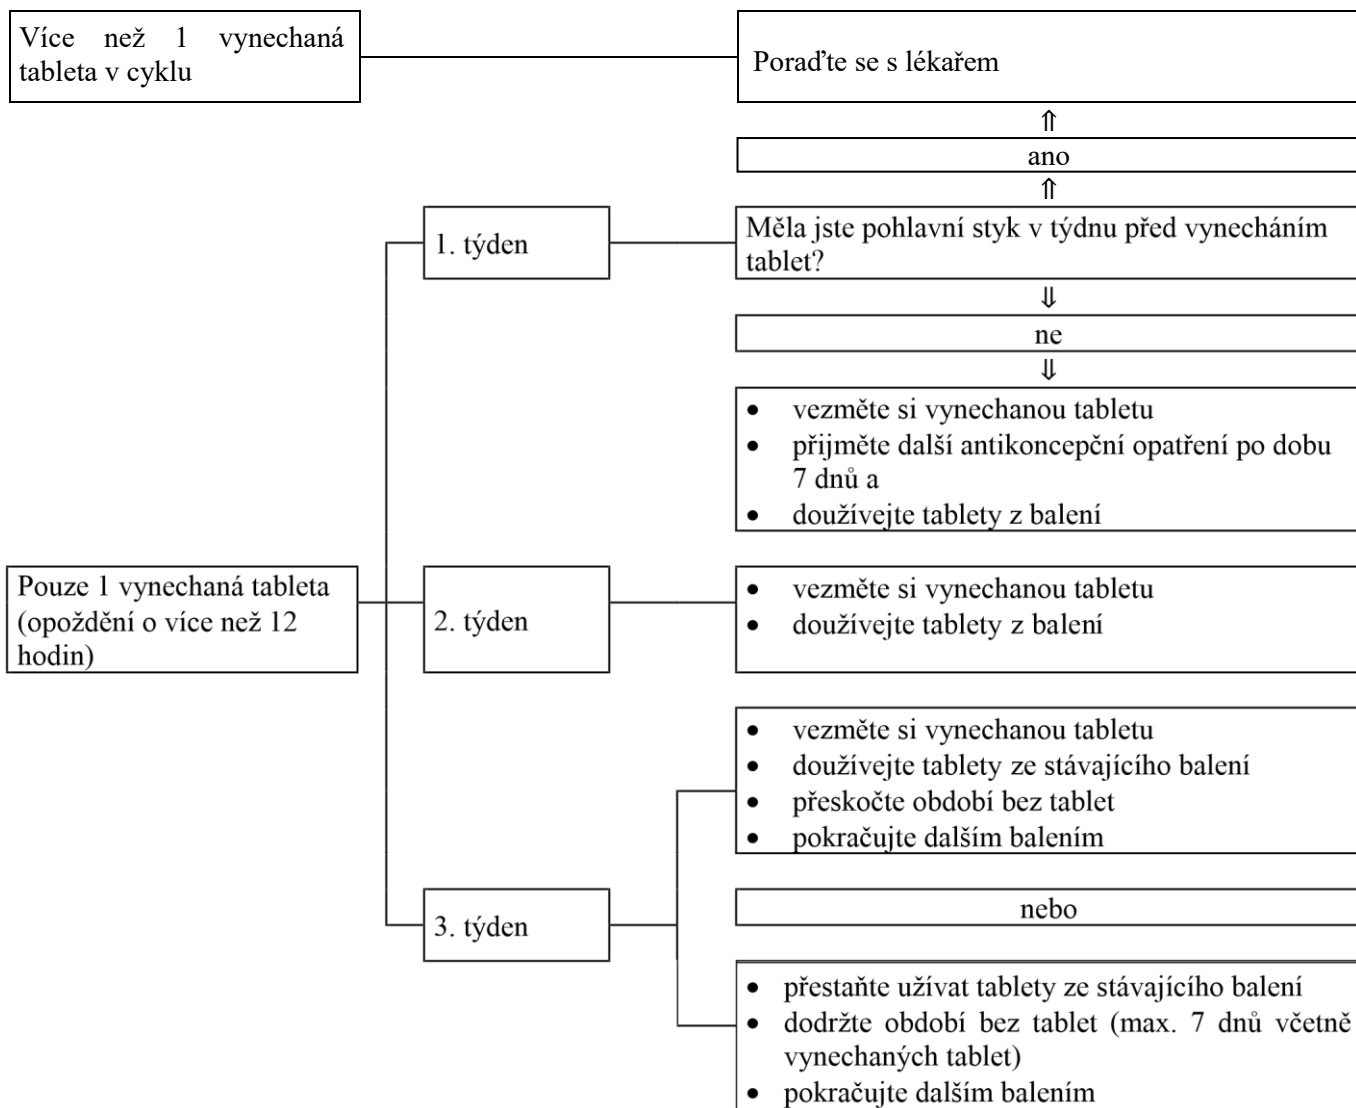 Více než 1 vynechaná
tableta v cyklu
Poraďte se s lékařem
⇑
ano
⇑
1. týden
Měla jste pohlavní styk v týdnu před vynecháním
tablet?
⇓
ne
⇓
• vezměte si vynechanou tabletu
• přijměte další antikoncepční opatření po dobu
7 dnů a
• doužívejte tablety z balení
Pouze 1 vynechaná tableta
(opoždění o více než 12
hodin)
2. týden
• vezměte si vynechanou tabletu
• doužívejte tablety z balení
3. týden
• vezměte si vynechanou tabletu
• doužívejte tablety ze stávajícího balení
• přeskočte období bez tablet
• pokračujte dalším balením
nebo
• přestaňte užívat tablety ze stávajícího balení
• dodržte období bez tablet (max. 7 dnů včetně
vynechaných tablet)
• pokračujte dalším balením